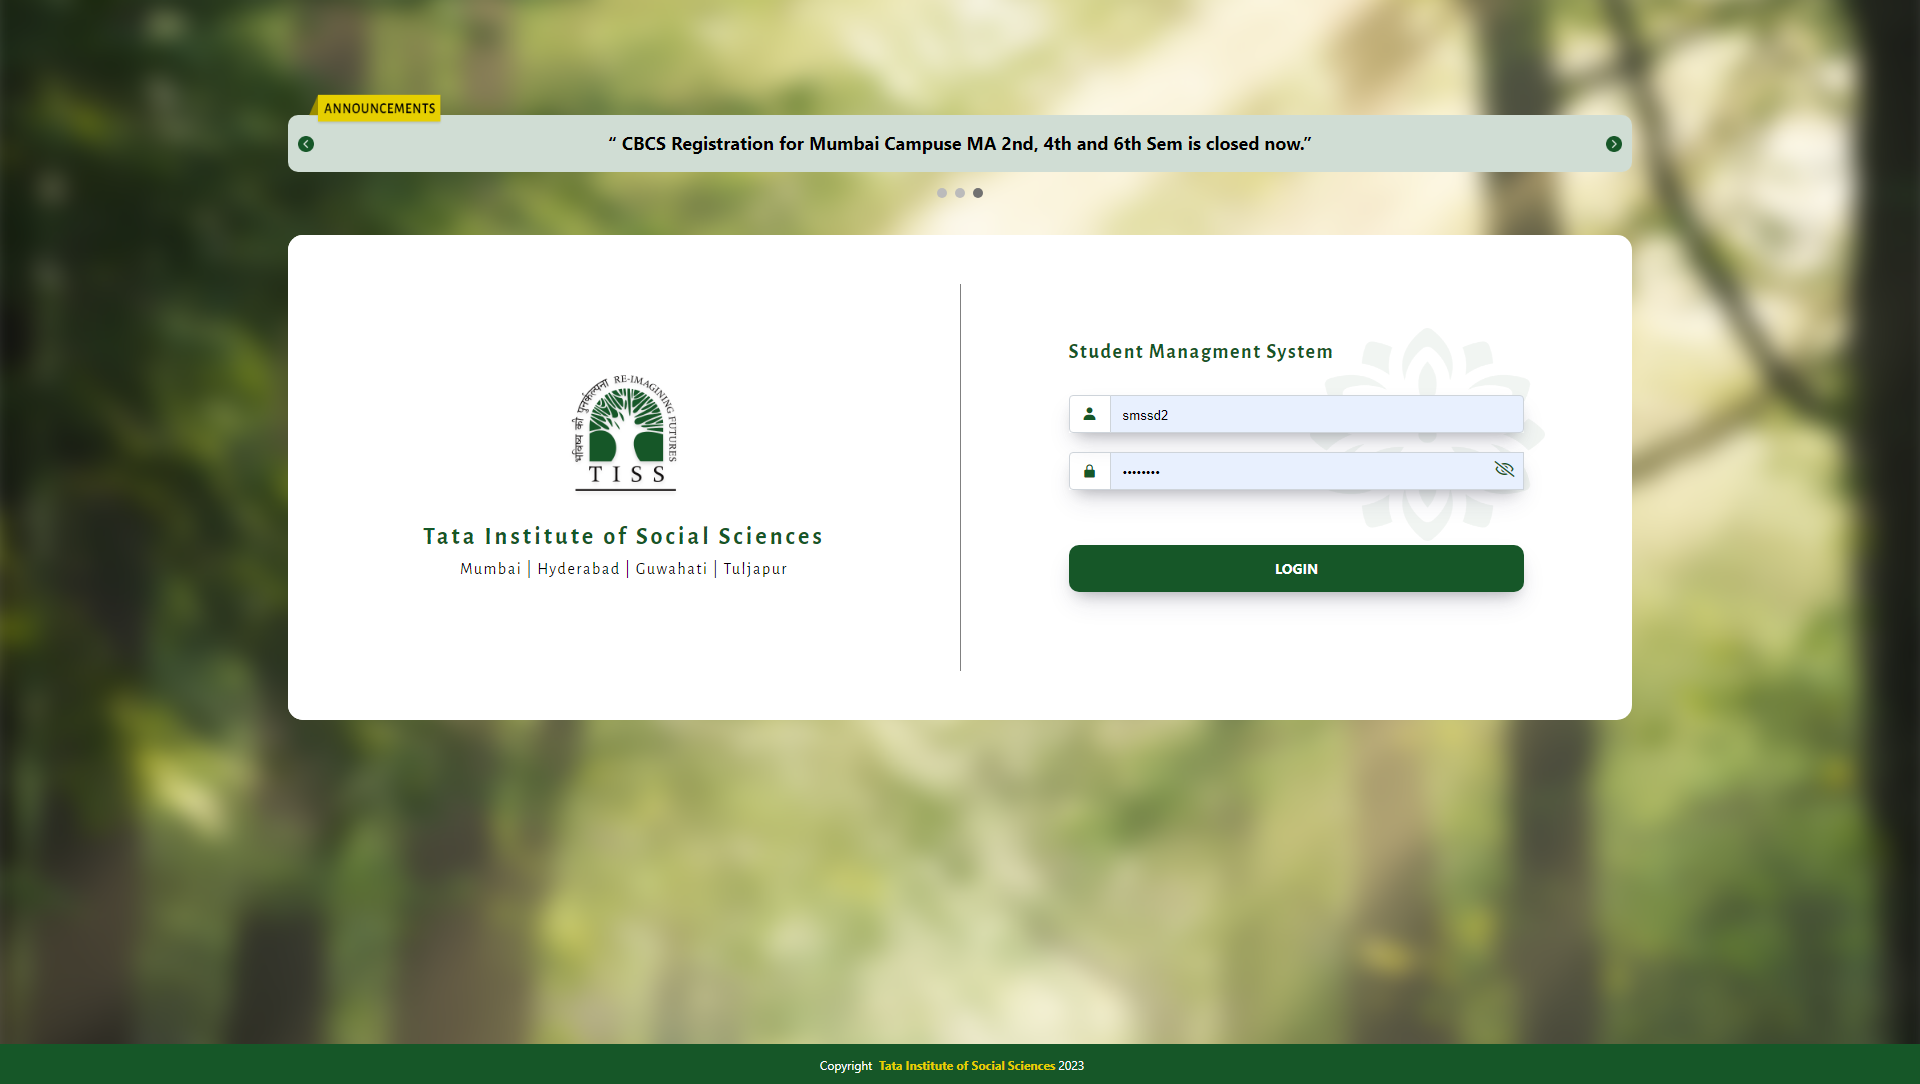 ANNOUNCEMENTS
“ CBCS Registration for Mumbai Campuse MA 2nd, 4th and 6th Sem is closed now.”
भविष्य की पुनर्कल्पना RE-IMAGINING FUTURES
TISS
Tata Institute of Social Sciences
Mumbai | Hyderabad | Guwahati | Tuljapur
Student Managment System
smssd2
••••••••
LOGIN
Copyright Tata Institute of Social Sciences 2023